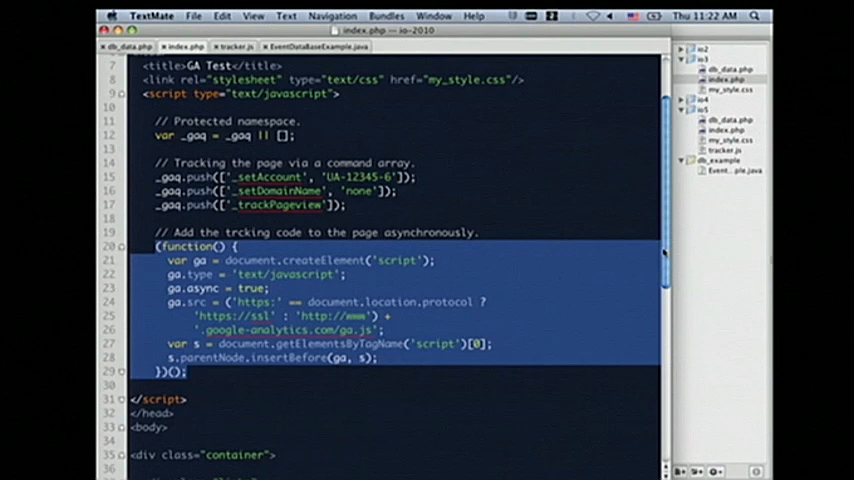 TextMate File Edit View Text Navigation Bundles Window Help Thu 11:22 AM
index.php — io-2010
db_data.php index.php tracker.js EventDataBaseExample.java
7 <title>GA Test</title>
8 <link rel="stylesheet" type="text/css" href="my_style.css"/>
9 <script type="text/javascript">
10
11 // Protected namespace.
12 var _gaq = _gaq || [];
13
14 // Tracking the page via a command array.
15 _gaq.push(['_setAccount', 'UA-12345-6']);
16 _gaq.push(['_setDomainName', 'none']);
17 _gaq.push(['_trackPageview']);
18
19 // Add the trcking code to the page asynchronously.
20 (function() {
21 var ga = document.createElement('script');
22 ga.type = 'text/javascript';
23 ga.async = true;
24 ga.src = ('https:' == document.location.protocol ?
25 'https://ssl' : 'http://www') +
26 '.google-analytics.com/ga.js';
27 var s = document.getElementsByTagName('script')[0];
28 s.parentNode.insertBefore(ga, s);
29 })();
30
31 </script>
32 </head>
33 <body>
34
35 <div class="container">
36
io2
io3
db_data.php
index.php
my_style.css
io4
io5
db_data.php
index.php
my_style.css
tracker.js
db_example
Event...ple.java